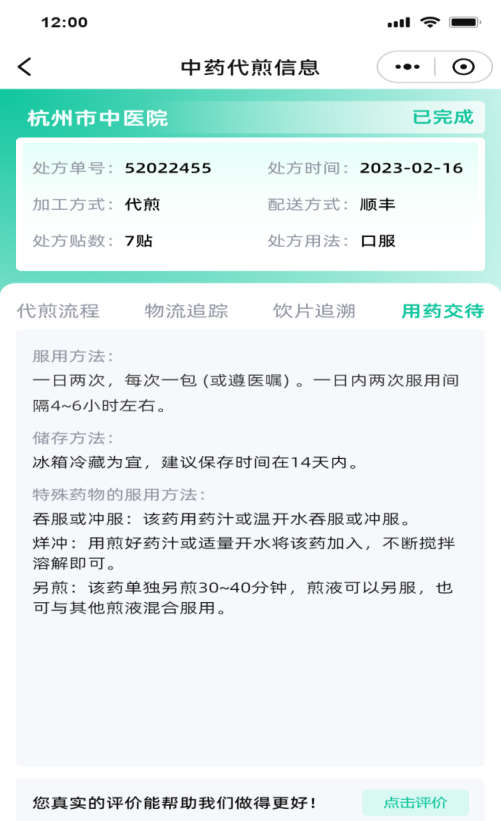 12:00
中药代煎信息
杭州市中医院 已完成
处方单号：52022455 处方时间：2023-02-16
加工方式：代煎 配送方式：顺丰
处方贴数：7贴 处方用法：口服
代煎流程 物流追踪 饮片追溯 用药交待
服用方法：
一日两次，每次一包(或遵医嘱)。一日内两次服用间
隔4~6小时左右。
储存方法：
冰箱冷藏为宜，建议保存时间在14天内。
特殊药物的服用方法：
吞服或冲服：该药用药汁或温开水吞服或冲服。
烊冲：用煎好药汁或适量开水将该药加入，不断搅拌
溶解即可。
另煎：该药单独另煎30~40分钟，煎液可以另服，也
可与其他煎液混合服用。
您真实的评价能帮助我们做得更好！ 点击评价